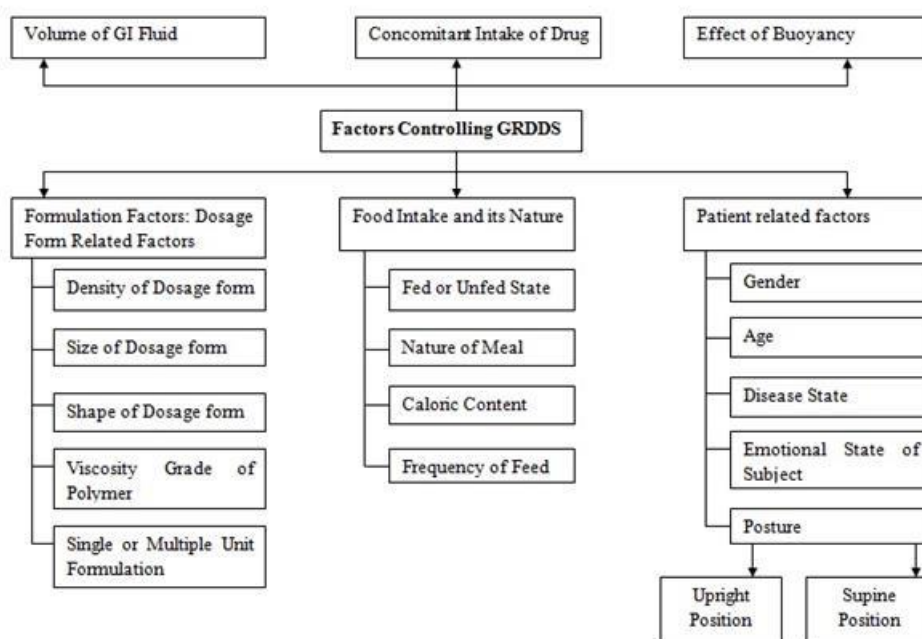 Volume of GI Fluid
Concomitant Intake of Drug
Effect of Buoyancy
Factors Controlling GRDDS
Formulation Factors: Dosage
Form Related Factors
Food Intake and its Nature
Patient related factors
Density of Dosage form
Size of Dosage form
Shape of Dosage form
Viscosity Grade of
Polymer
Single or Multiple Unit
Formulation
Fed or Unfed State
Nature of Meal
Caloric Content
Frequency of Feed
Gender
Age
Disease State
Emotional State of
Subject
Posture
Upright
Position
Supine
Position